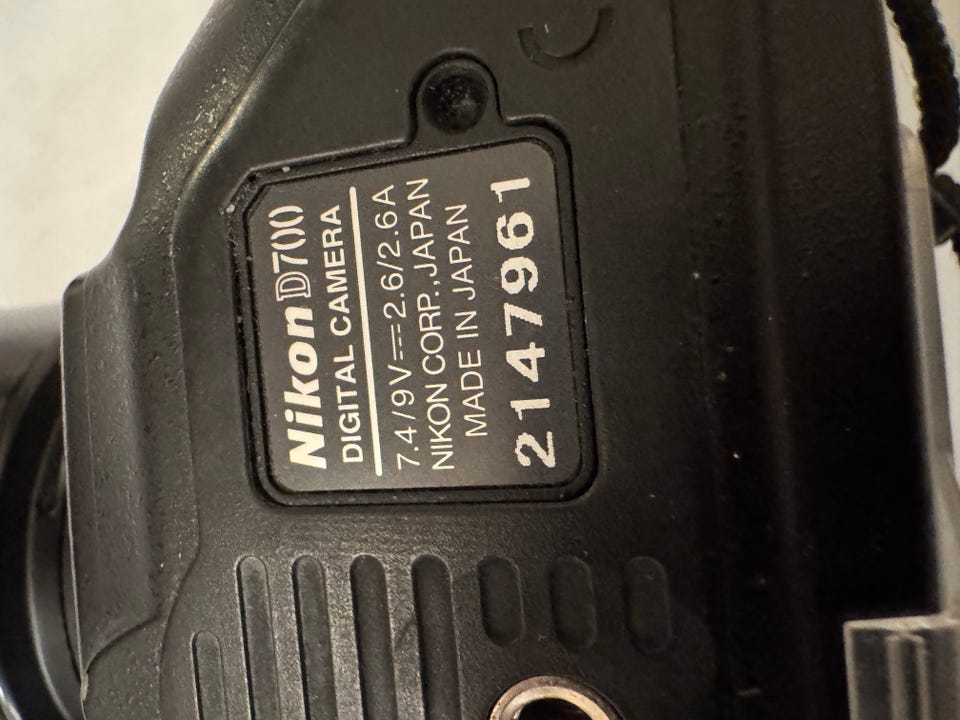 Nikon D700
DIGITAL CAMERA
7.4/9V⎓2.6/2.6A
NIKON CORP.,JAPAN
MADE IN JAPAN
2147961